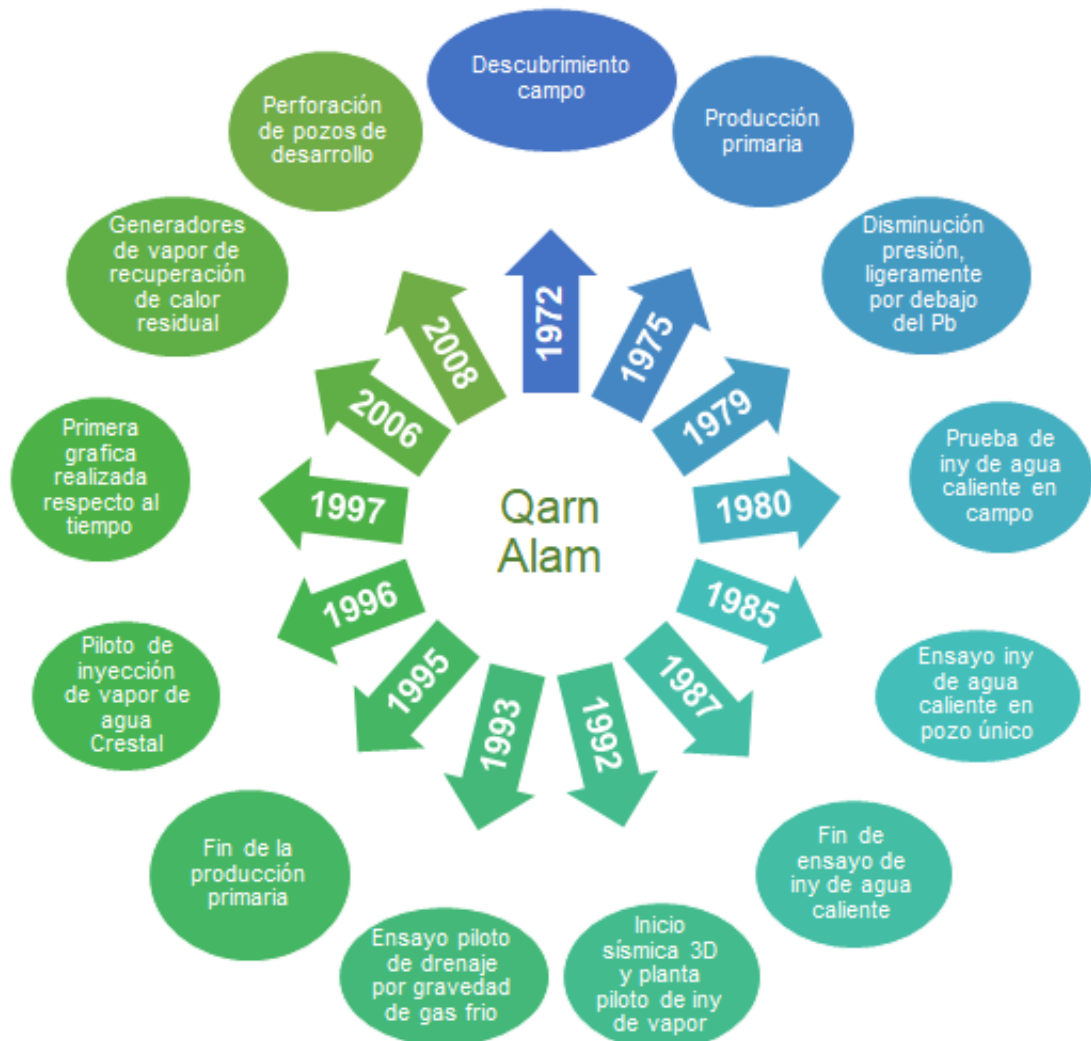 Descubrimiento
campo
Producción
primaria
Disminución
presión,
ligeramente
por debajo
del Pb
Prueba de
iny de agua
caliente en
campo
Ensayo iny
de agua
caliente en
pozo único
Fin de
ensayo de
iny de agua
caliente
Inicio
sísmica 3D
y planta
piloto de iny
de vapor
Ensayo piloto
de drenaje
por gravedad
de gas frio
Fin de la
producción
primaria
Piloto de
inyección
de vapor de
agua
Crestal
Primera
grafica
realizada
respecto al
tiempo
Generadores
de vapor de
recuperación
de calor
residual
Perforación
de pozos de
desarrollo
1972
1975
1979
1980
1985
1987
1992
1993
1995
1996
1997
2006
2008
Qarn
Alam